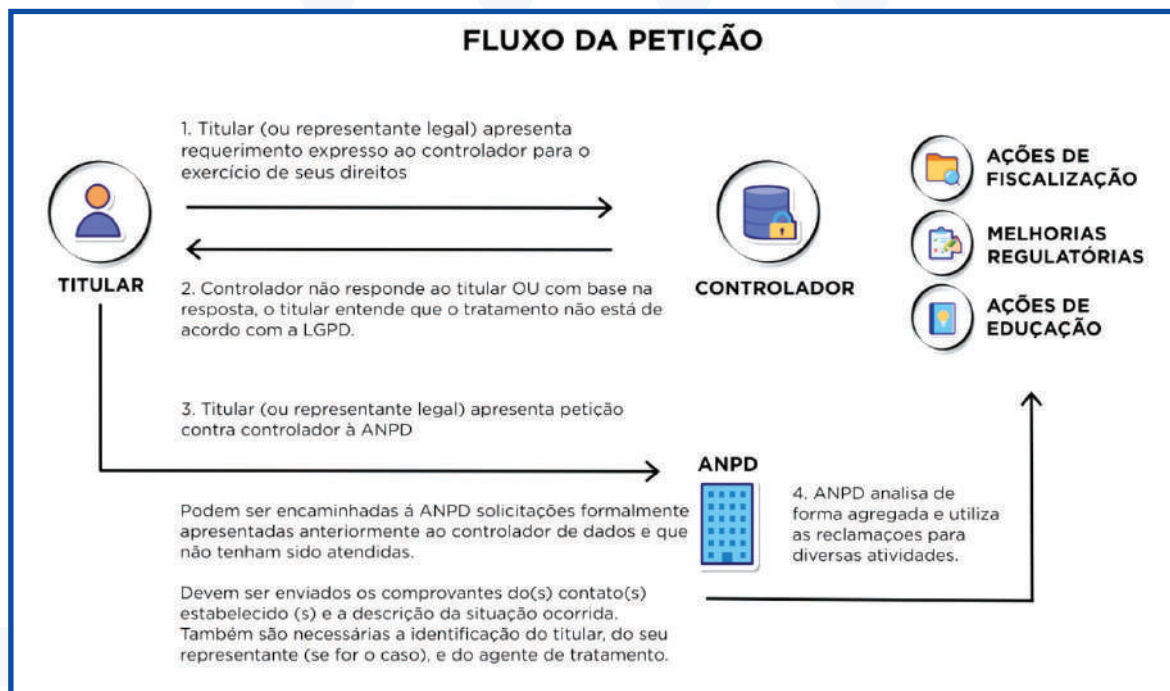 FLUXO DA PETIÇÃO
1. Titular (ou representante legal) apresenta
requerimento expresso ao controlador para o
exercício de seus direitos
TITULAR
2. Controlador não responde ao titular OU com base na
resposta, o titular entende que o tratamento não está de
acordo com a LGPD.
CONTROLADOR
AÇÕES DE
FISCALIZAÇÃO
MELHORIAS
REGULATÓRIAS
AÇÕES DE
EDUÇAÇÃO
3. Titular (ou representante legal) apresenta petição
contra controlador à ANPD
ANPD
Podem ser encaminhadas á ANPD solicitações formalmente
apresentadas anteriormente ao controlador de dados e que
não tenham sido atendidas.
Devem ser enviados os comprovantes do(s) contato(s)
estabelecido (s) e a descrição da situação ocorrida.
Também são necessárias a identificação do titular, do seu
representante (se for o caso), e do agente de tratamento.
4. ANPD analisa de
forma agregada e utiliza
as reclamaçoes para
diversas atividades.